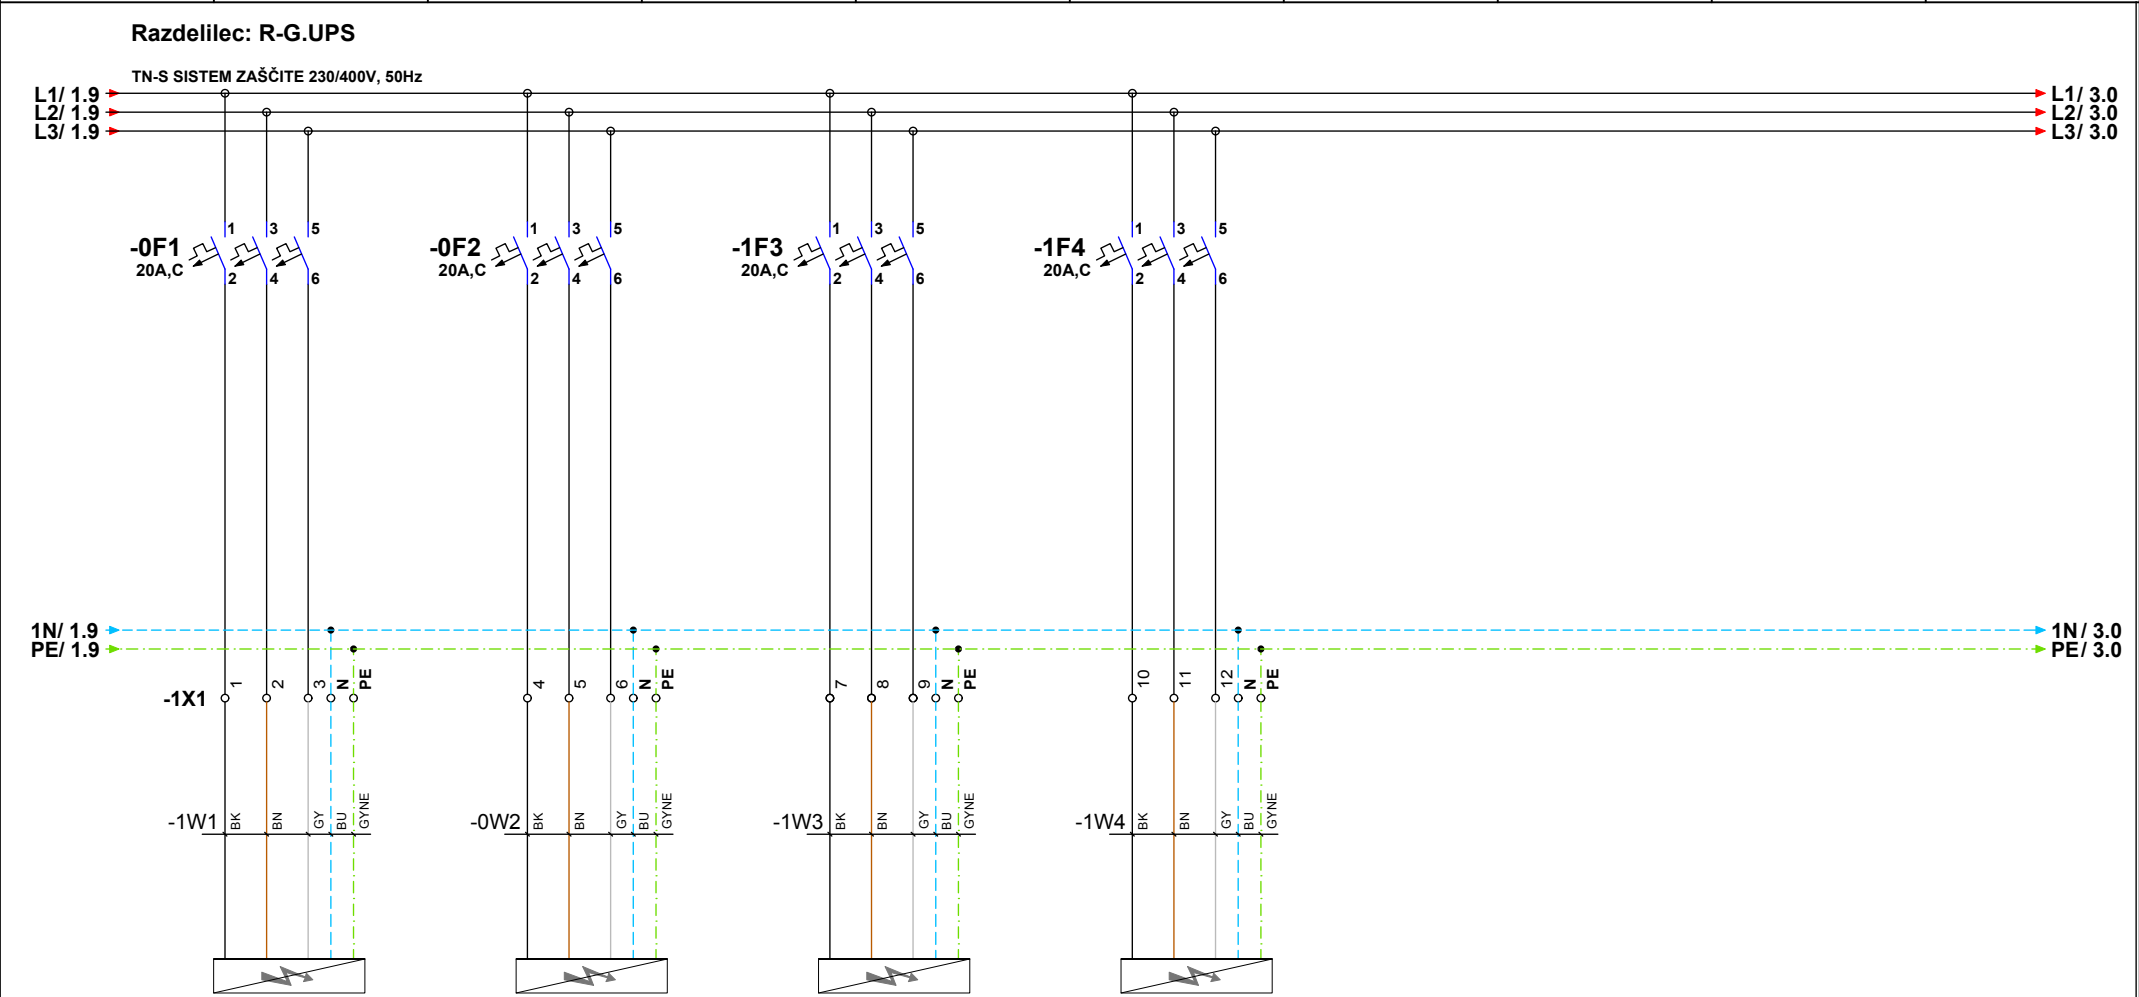 Razdelilec: R-G.UPS
TN-S SISTEM ZAŠČITE 230/400V, 50Hz
L1/ 1.9 L1/ 3.0
L2/ 1.9 L2/ 3.0
L3/ 1.9 L3/ 3.0
1 3 5 1 3 5 1 3 5 1 3 5
-0F1 -0F2 -1F3 -1F4
20A,C 20A,C 20A,C 20A,C
2 4 6 2 4 6 2 4 6 2 4 6
1N/ 1.9 1N/ 3.0
PE/ 1.9 PE/ 3.0
-1X1 1 2 3 N PE 4 5 6 N PE 7 8 9 N PE 10 11 12 N PE
-1W1 BK BN GY BU GYNE -0W2 BK BN GY BU GYNE -1W3 BK BN GY BU GYNE -1W4 BK BN GY BU GYNE